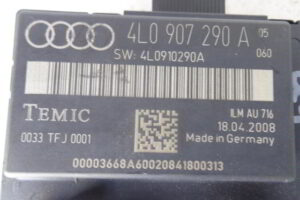 4L0 907 290 A 05
060
SW: 4L0910290A
TEMIC
ILM AU 716
18.04.2008
0033 TFJ 0001
Made in Germany
00003668A60020841800313